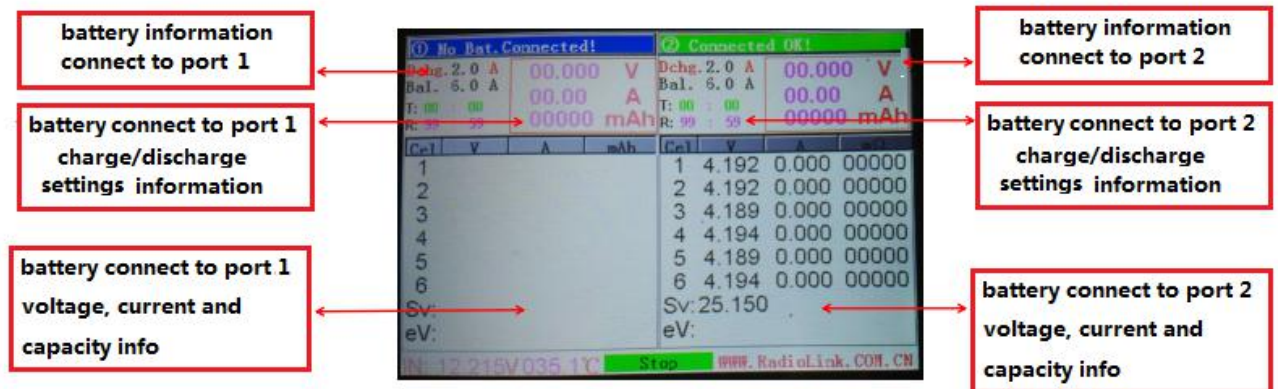 battery information
connect to port 1
battery connect to port 1
charge/discharge
settings information
battery connect to port 1
voltage, current and
capacity info
① No Bat.Connected!
Dchg.2.0 A
Bal. 6.0 A
T: 00 : 00
R: 99 : 59
00.000 V
00.00 A
00000 mAh
Cel V A mAh
1
2
3
4
5
6
Sv:
eV:
② Connected OK!
Dchg.2.0 A
Bal. 6.0 A
T: 00 : 00
R: 99 : 59
00.000 V
00.00 A
00000 mAh
Cel V A mΩ
1 4.192 0.000 00000
2 4.192 0.000 00000
3 4.189 0.000 00000
4 4.194 0.000 00000
5 4.189 0.000 00000
6 4.194 0.000 00000
Sv:25.150
eV:
IN: 12.215V 035.1℃ Stop WWW.RadioLink.COM.CN
battery information
connect to port 2
battery connect to port 2
charge/discharge
settings information
battery connect to port 2
voltage, current and
capacity info